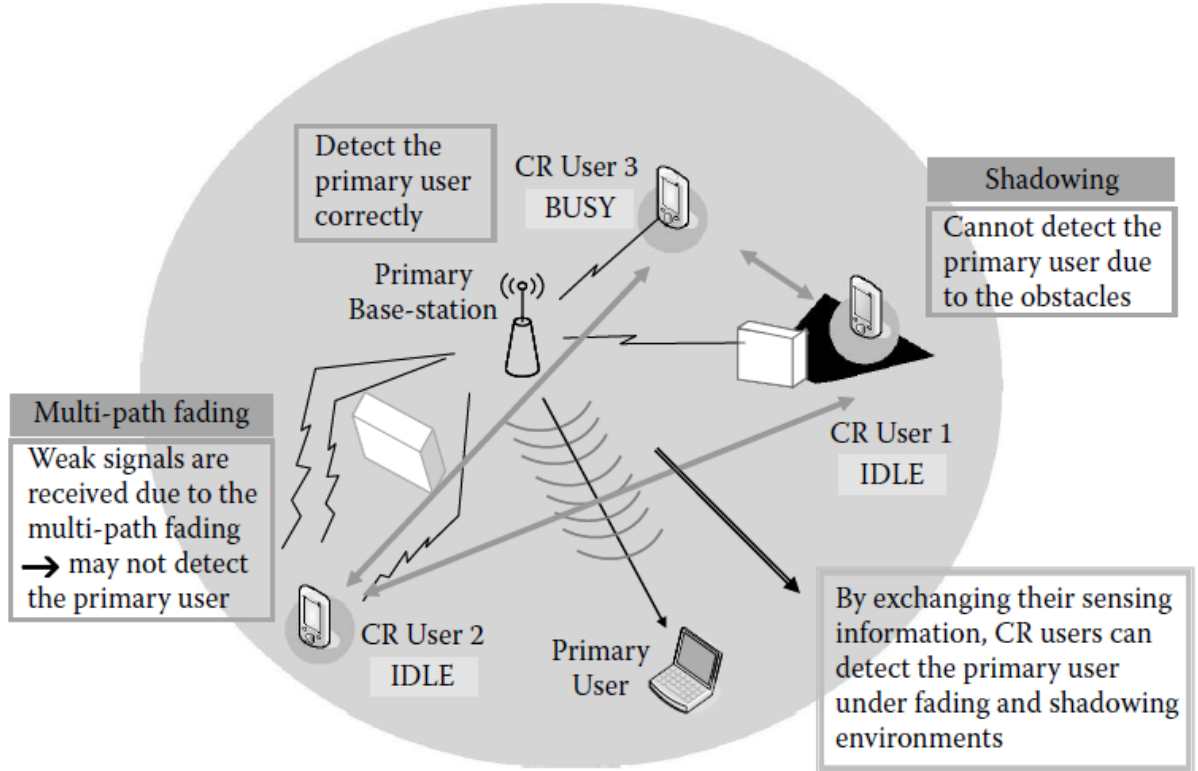 Detect the
primary user
correctly
CR User 3
BUSY
Shadowing
Cannot detect the
primary user due
to the obstacles
Primary
Base-station
Multi-path fading
Weak signals are
received due to the
multi-path fading
→ may not detect
the primary user
CR User 1
IDLE
CR User 2
IDLE
Primary
User
By exchanging their sensing
information, CR users can
detect the primary user
under fading and shadowing
environments